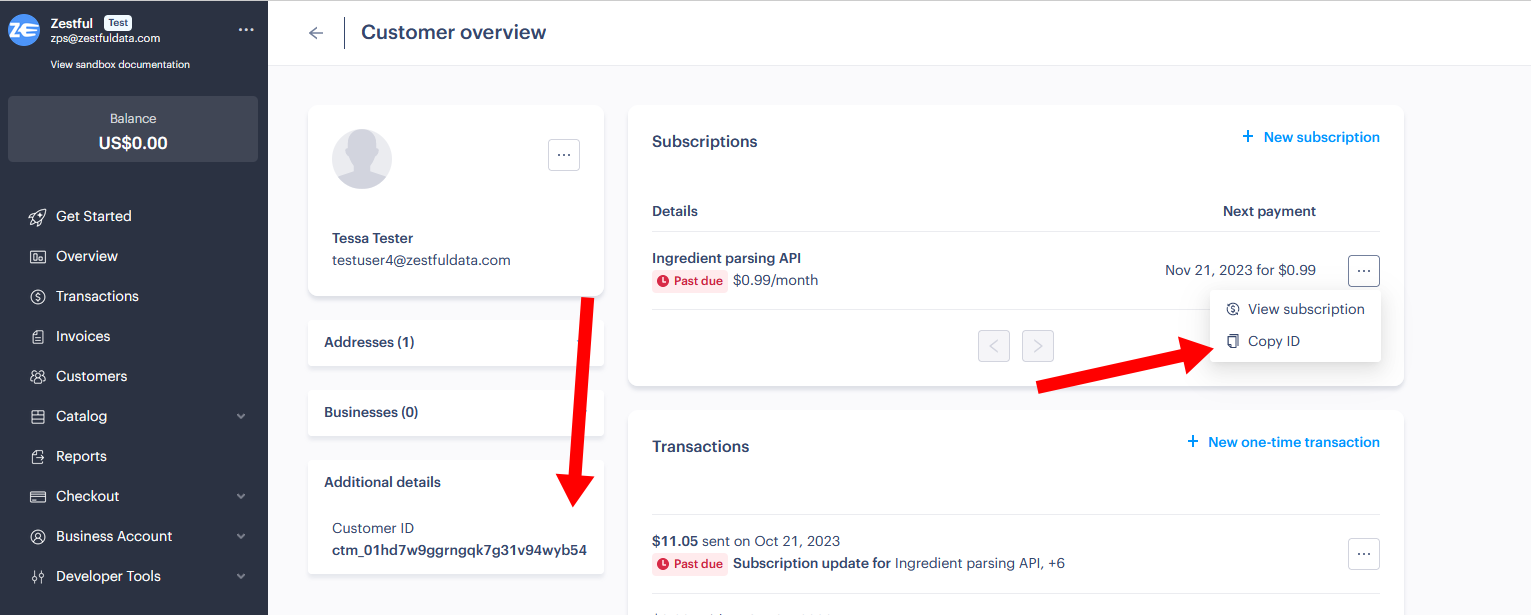 Zestful Test
zps@zestfuldata.com
View sandbox documentation
Balance
US$0.00
Get Started
Overview
Transactions
Invoices
Customers
Catalog
Reports
Checkout
Business Account
Developer Tools
Customer overview
Tessa Tester
testuser4@zestfuldata.com
Addresses (1)
Businesses (0)
Additional details
Customer ID
ctm_01hd7w9ggrngqk7g31v94wyb54
Subscriptions
+ New subscription
Details Next payment
Ingredient parsing API
Past due $0.99/month
Nov 21, 2023 for $0.99
View subscription
Copy ID
Transactions
+ New one-time transaction
$11.05 sent on Oct 21, 2023
Past due Subscription update for Ingredient parsing API, +6